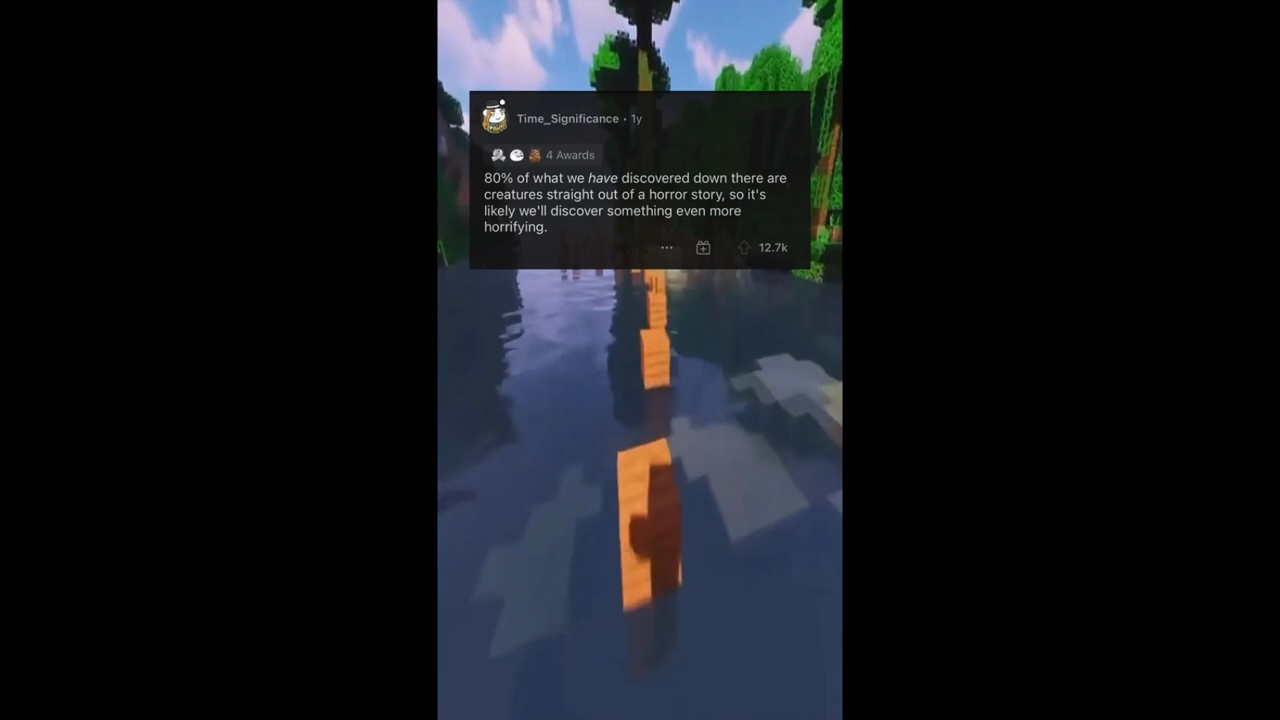 Time_Significance • 1y
4 Awards
80% of what we have discovered down there are
creatures straight out of a horror story, so it's
likely we'll discover something even more
horrifying.
12.7k